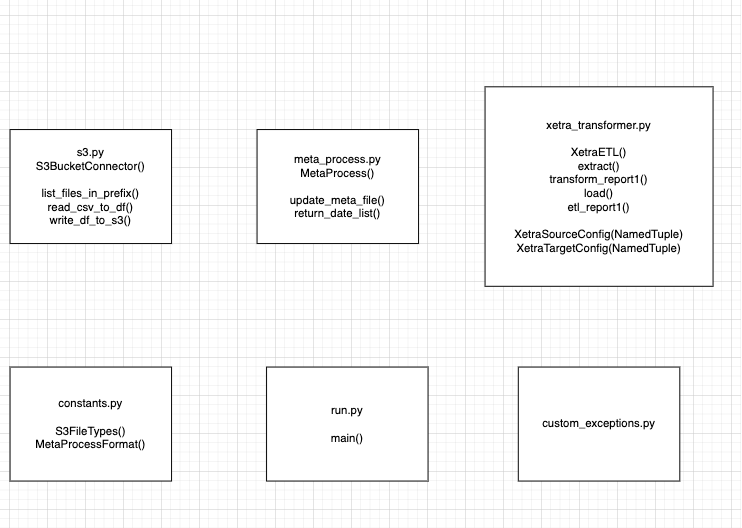 s3.py
S3BucketConnector()
list_files_in_prefix()
read_csv_to_df()
write_df_to_s3()
meta_process.py
MetaProcess()
update_meta_file()
return_date_list()
xetra_transformer.py
XetraETL()
extract()
transform_report1()
load()
etl_report1()
XetraSourceConfig(NamedTuple)
XetraTargetConfig(NamedTuple)
constants.py
S3FileTypes()
MetaProcessFormat()
run.py
main()
custom_exceptions.py